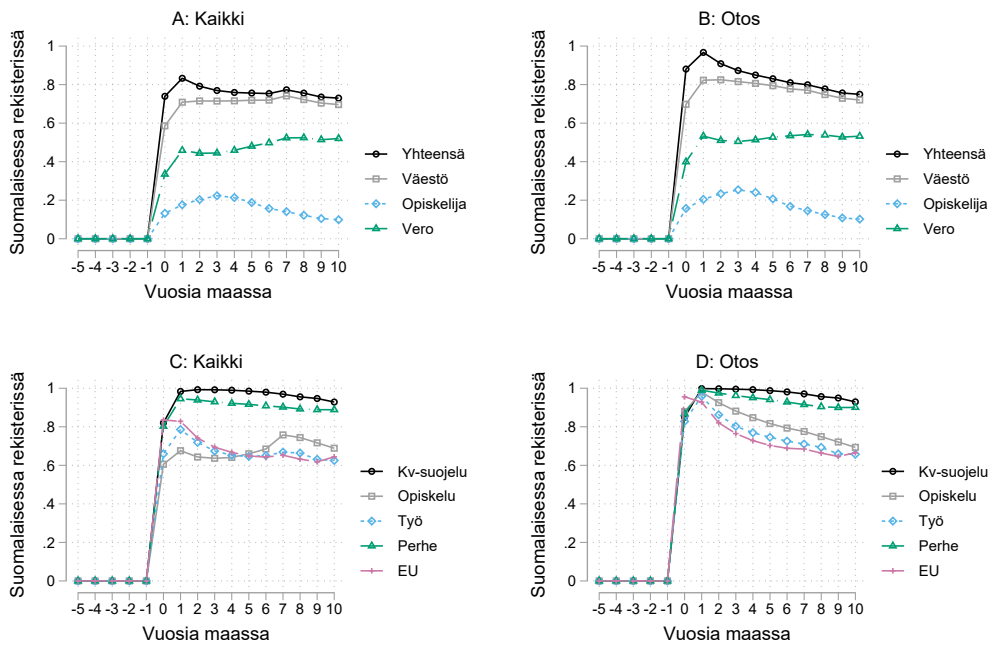 A: Kaikki
Suomalaisessa rekisterissä
1
.8
.6
.4
.2
0
-5 -4 -3 -2 -1 0 1 2 3 4 5 6 7 8 9 10
Vuosia maassa
Yhteensä
Väestö
Opiskelija
Vero
B: Otos
Suomalaisessa rekisterissä
1
.8
.6
.4
.2
0
-5 -4 -3 -2 -1 0 1 2 3 4 5 6 7 8 9 10
Vuosia maassa
Yhteensä
Väestö
Opiskelija
Vero
C: Kaikki
Suomalaisessa rekisterissä
1
.8
.6
.4
.2
0
-5 -4 -3 -2 -1 0 1 2 3 4 5 6 7 8 9 10
Vuosia maassa
Kv-suojelu
Opiskelu
Työ
Perhe
EU
D: Otos
Suomalaisessa rekisterissä
1
.8
.6
.4
.2
0
-5 -4 -3 -2 -1 0 1 2 3 4 5 6 7 8 9 10
Vuosia maassa
Kv-suojelu
Opiskelu
Työ
Perhe
EU